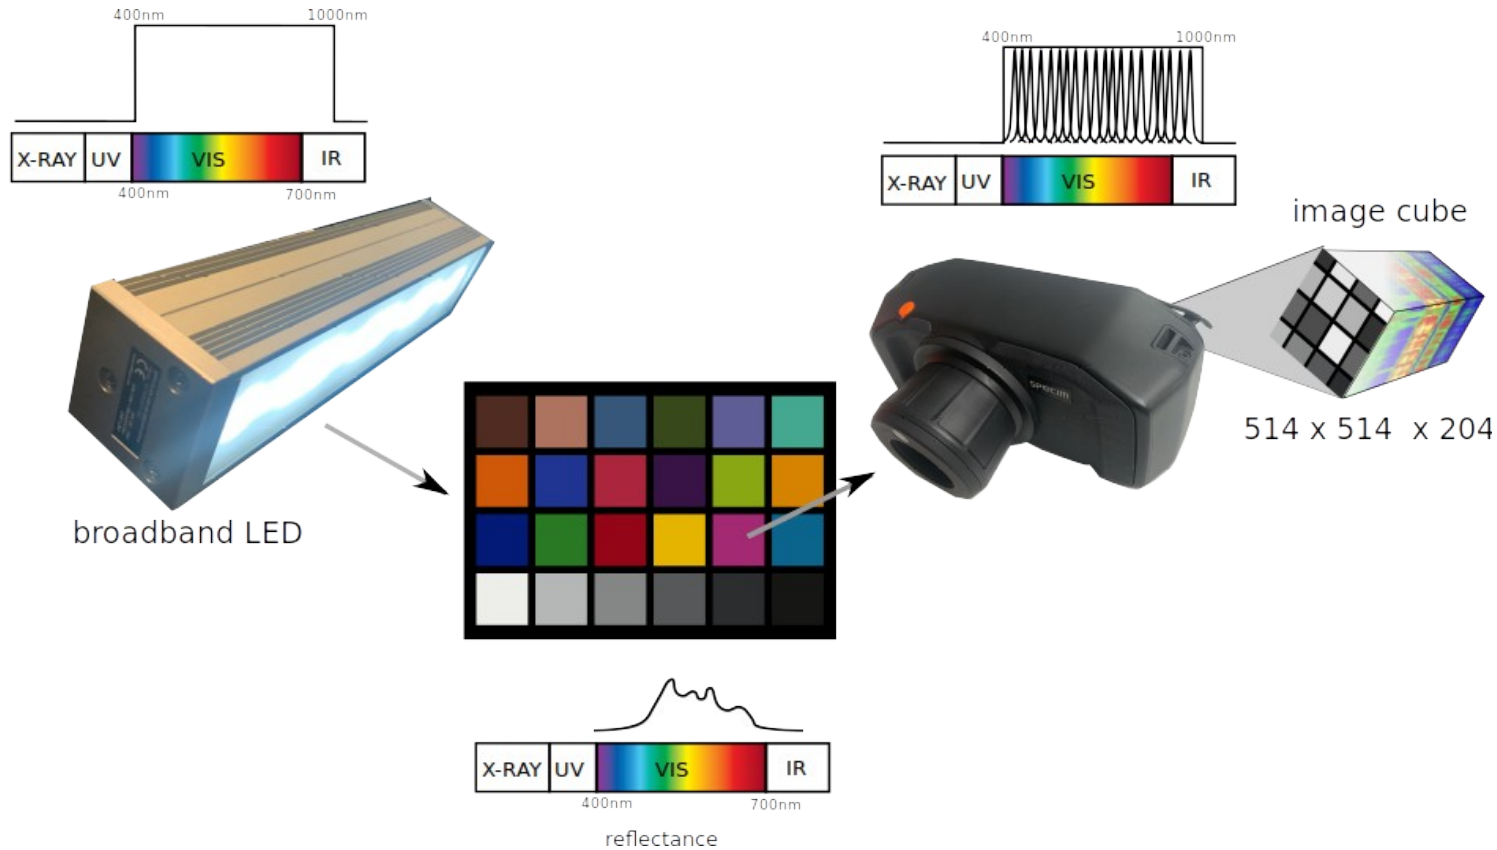 400nm 1000nm
X-RAY UV VIS IR
400nm 700nm
broadband LED
400nm 1000nm
X-RAY UV VIS IR
image cube
SPECIM
514 x 514 x 204
X-RAY UV VIS IR
400nm 700nm
reflectance